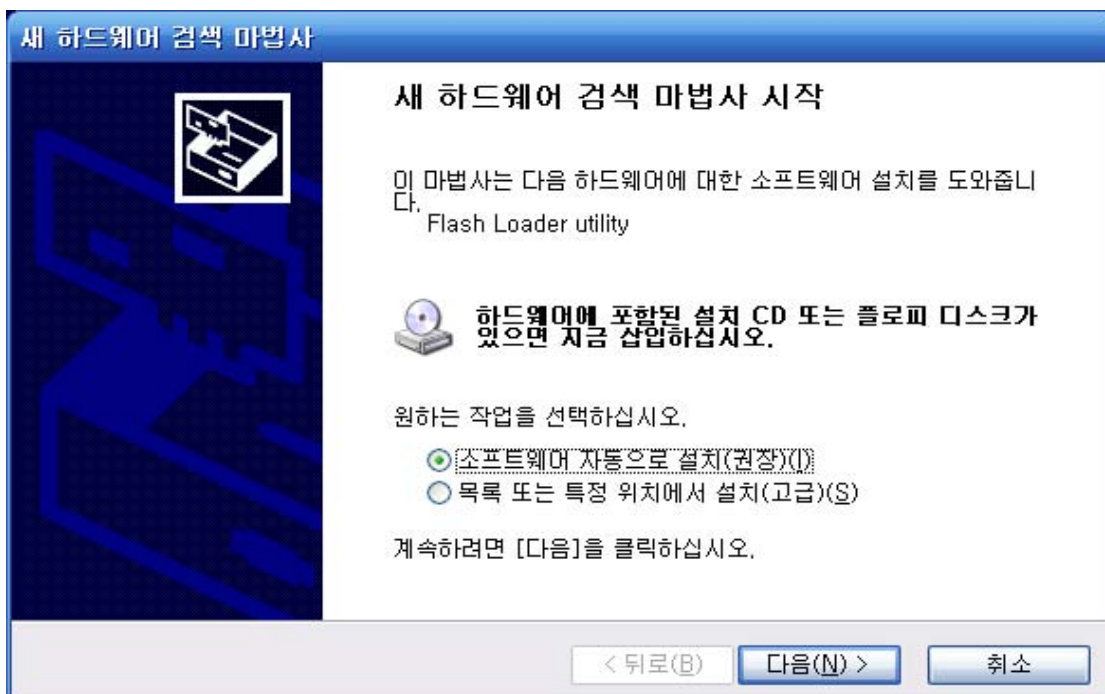 새 하드웨어 검색 마법사
새 하드웨어 검색 마법사 시작
이 마법사는 다음 하드웨어에 대한 소프트웨어 설치를 도와줍니
다.
Flash Loader utility
하드웨어에 포함된 설치 CD 또는 플로피 디스크가
있으면 지금 삽입하십시오.
원하는 작업을 선택하십시오.
소프트웨어 자동으로 설치(권장)(I)
목록 또는 특정 위치에서 설치(고급)(S)
계속하려면 [다음]을 클릭하십시오.
< 뒤로(B) 다음(N) > 취소